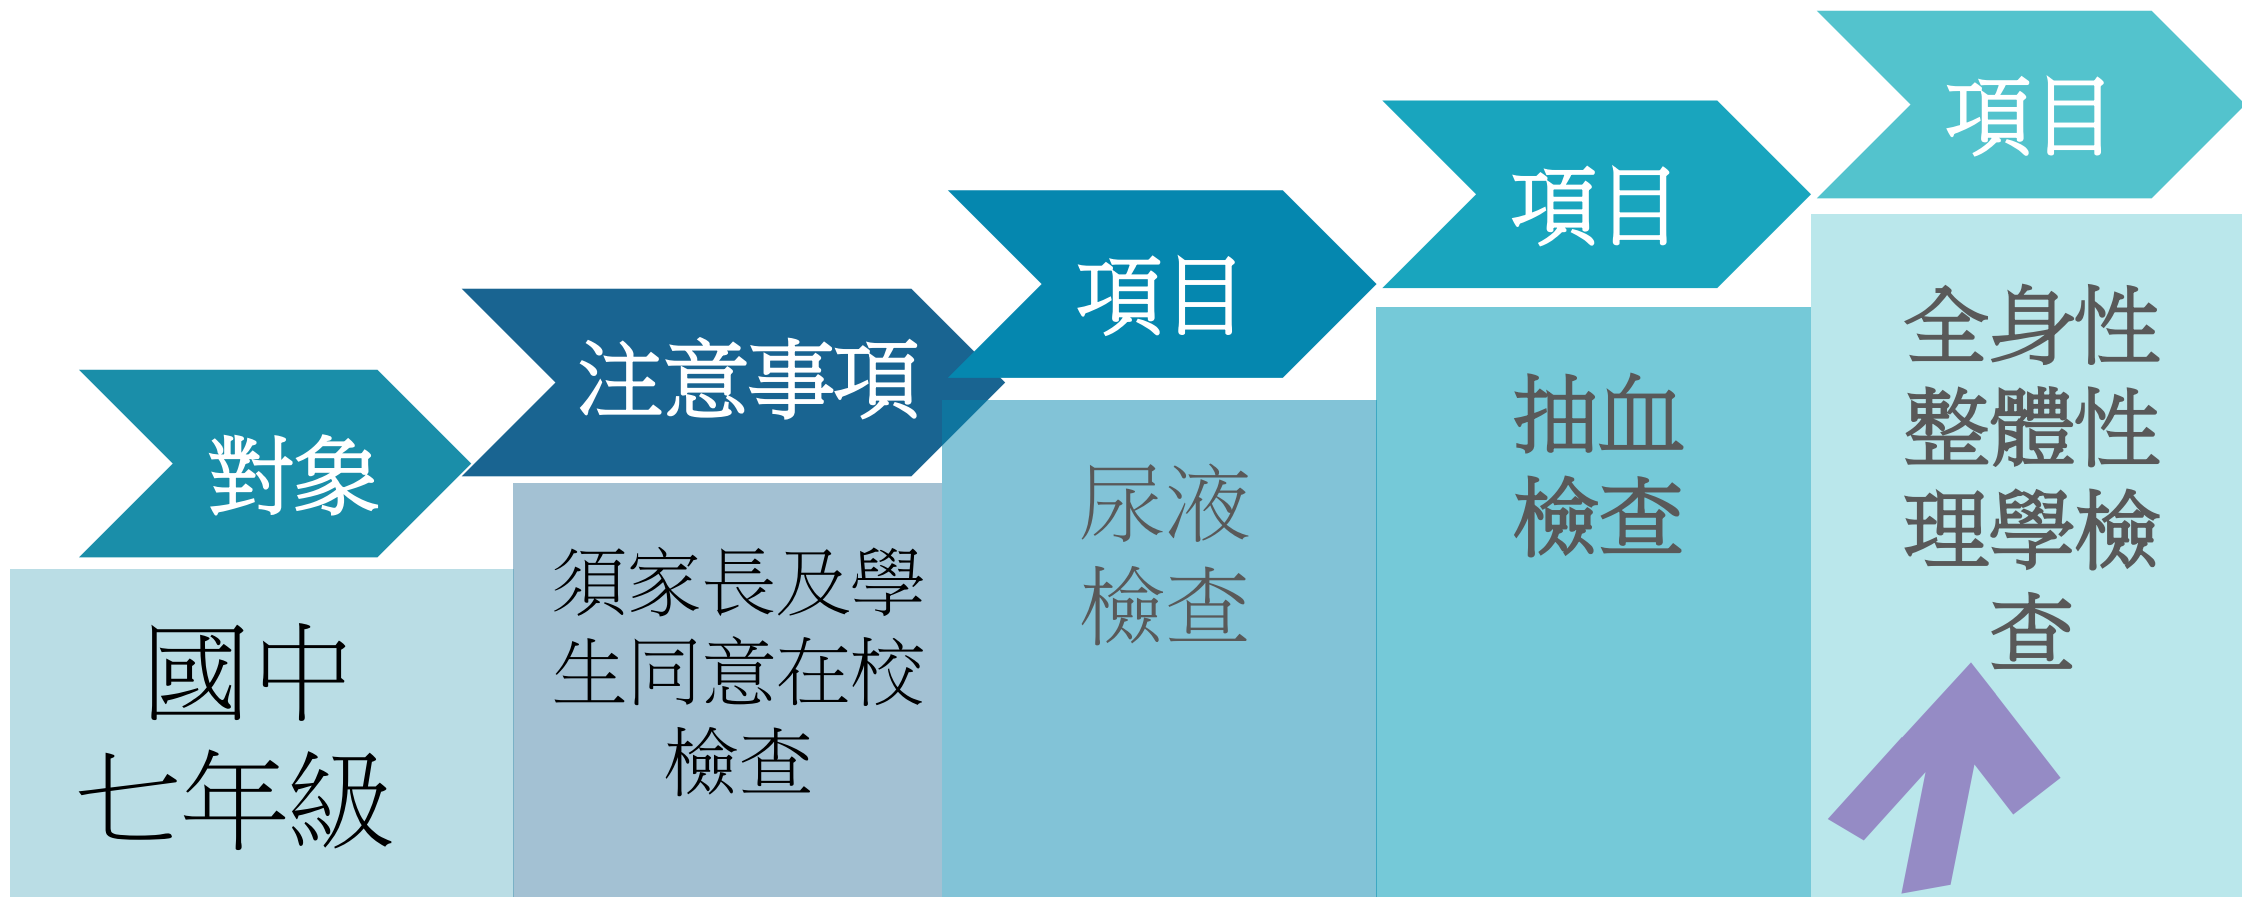 對象
國中
七年級
注意事項
須家長及學
生同意在校
檢查
項目
尿液
檢查
項目
抽血
檢查
項目
全身性
整體性
理學檢
查